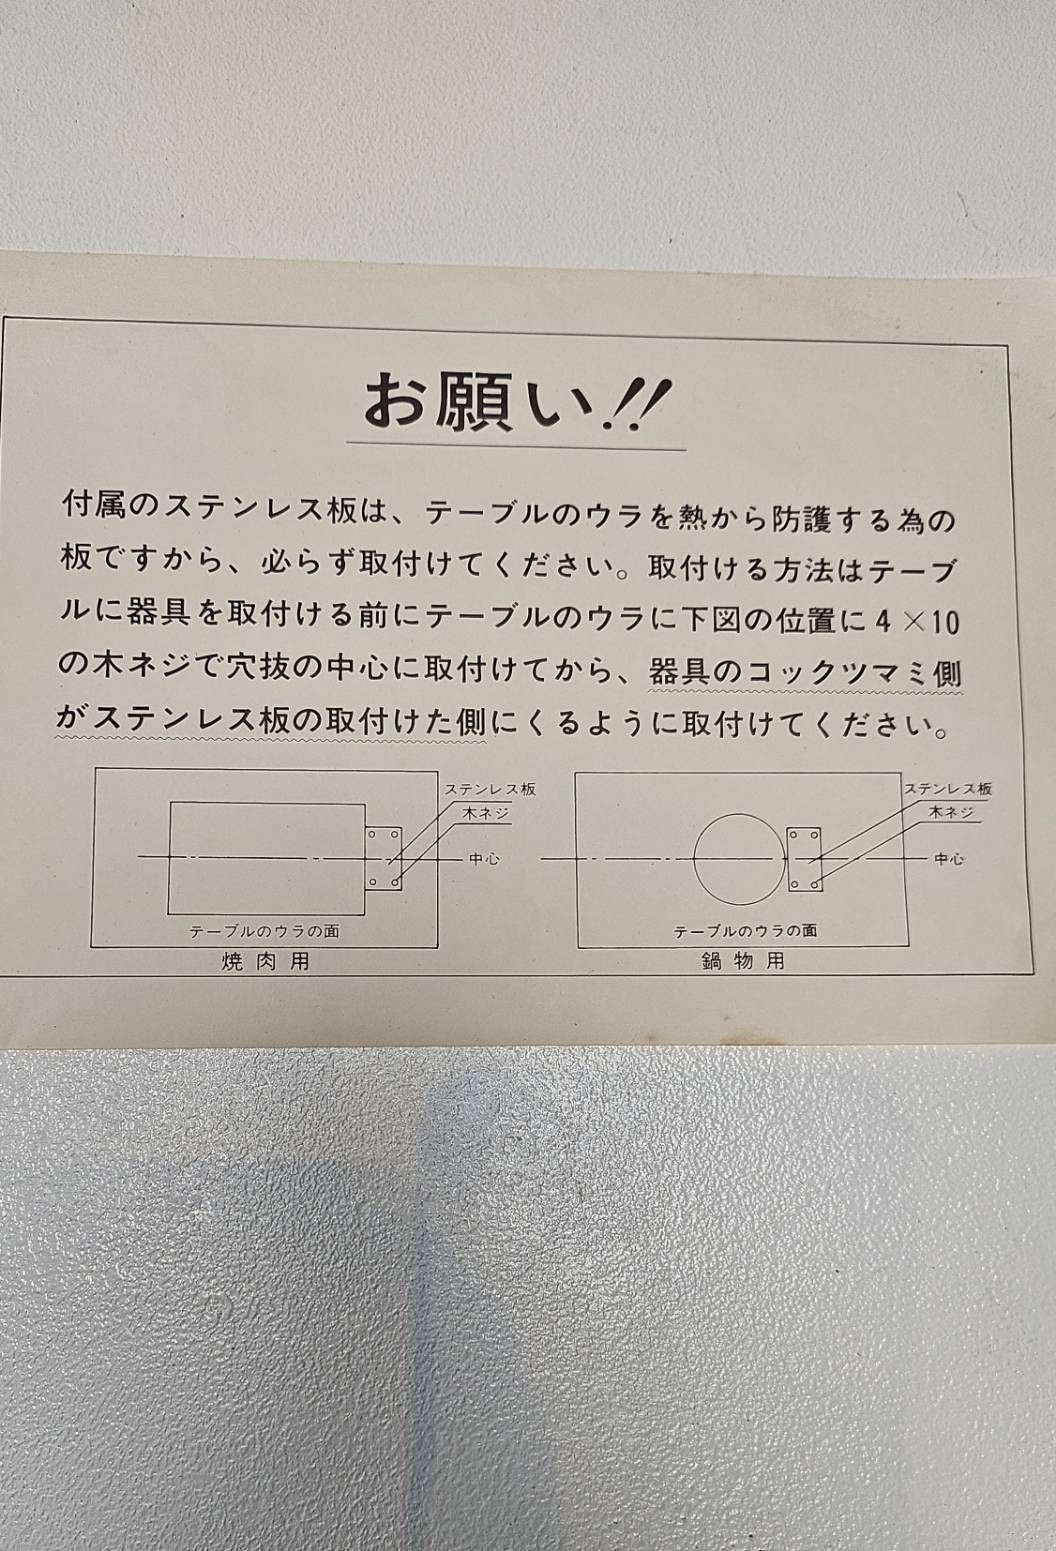 お願い!!
付属のステンレス板は、テーブルのウラを熱から防護する為の
板ですから、必らず取付けてください。取付ける方法はテーブ
ルに器具を取付ける前にテーブルのウラに下図の位置に4×10
の木ネジで穴抜の中心に取付けてから、器具のコックツマミ側
がステンレス板の取付けた側にくるように取付けてください。
ステンレス板
木ネジ
中心
テーブルのウラの面
焼肉用
ステンレス板
木ネジ
中心
テーブルのウラの面
鍋物用